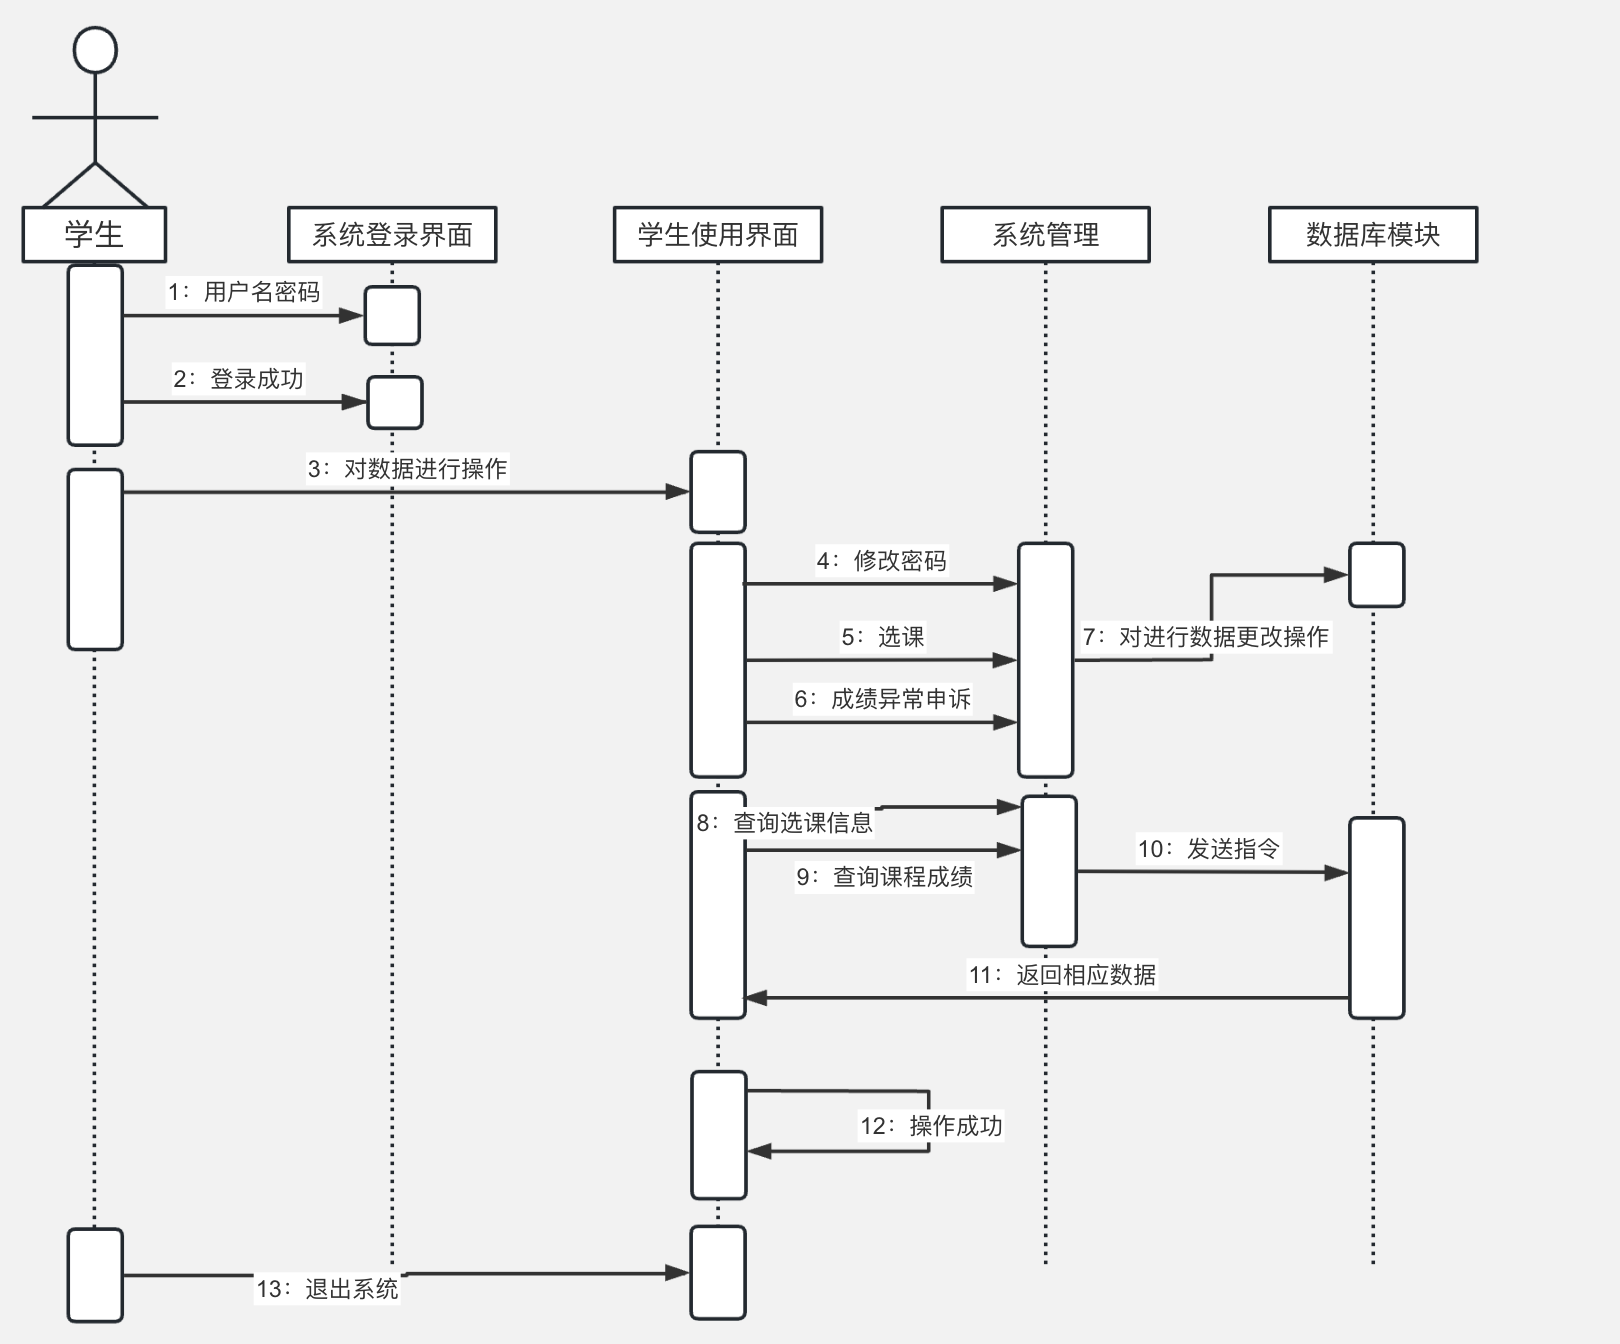 学生
系统登录界面
学生使用界面
系统管理
数据库模块
1：用户名密码
2：登录成功
3：对数据进行操作
4：修改密码
5：选课
7：对进行数据更改操作
6：成绩异常申诉
8：查询选课信息
10：发送指令
9：查询课程成绩
11：返回相应数据
12：操作成功
13：退出系统